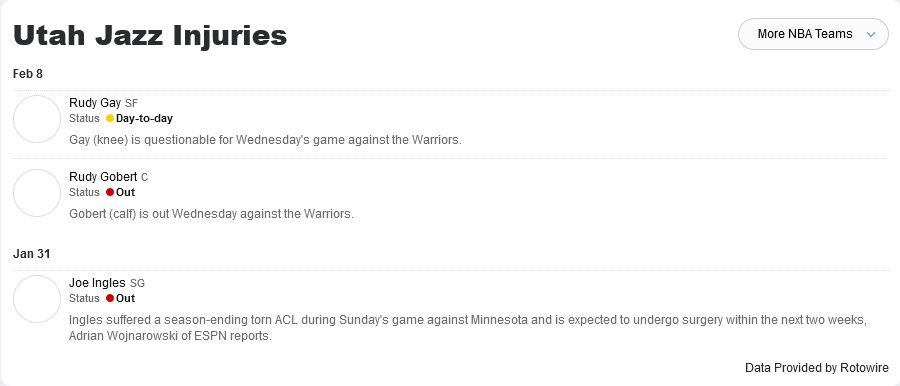 Utah Jazz Injuries
More NBA Teams
Feb 8
Rudy Gay SF
Status Day-to-day
Gay (knee) is questionable for Wednesday's game against the Warriors.
Rudy Gobert C
Status Out
Gobert (calf) is out Wednesday against the Warriors.
Jan 31
Joe Ingles SG
Status Out
Ingles suffered a season-ending torn ACL during Sunday's game against Minnesota and is expected to undergo surgery within the next two weeks,
Adrian Wojnarowski of ESPN reports.
Data Provided by Rotowire